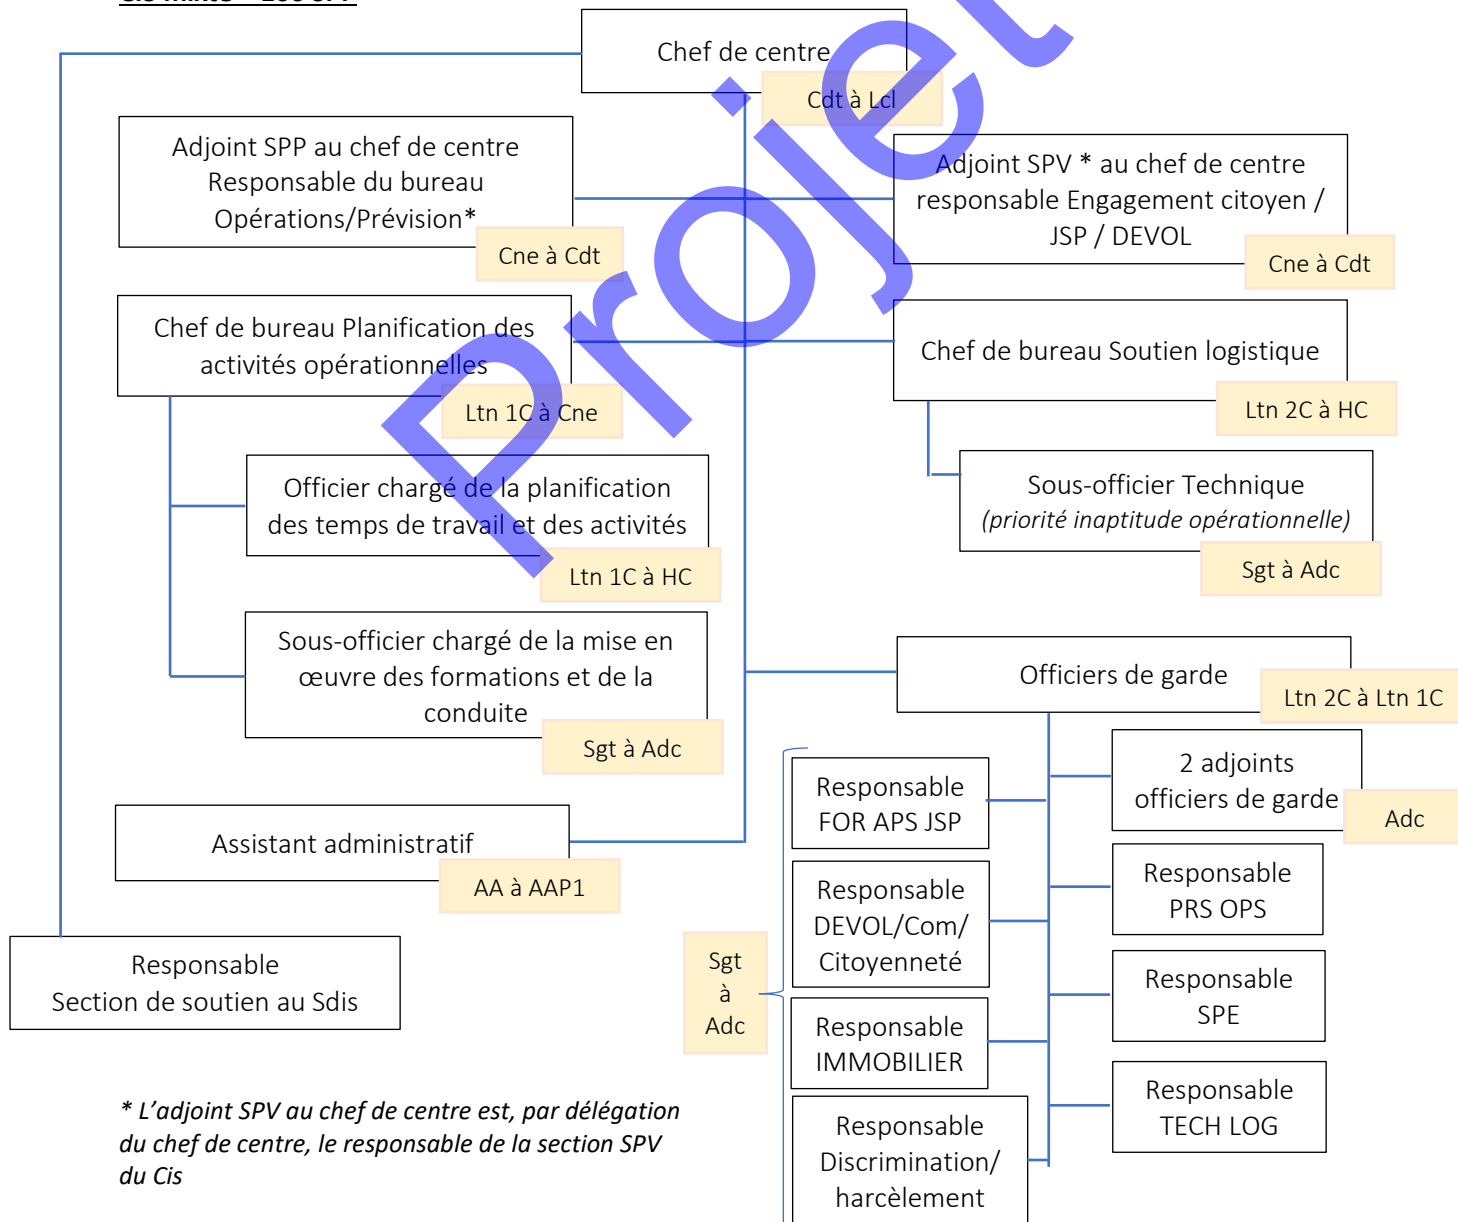 Chef de centre
Cdt à Lcl
Adjoint SPP au chef de centre
Responsable du bureau
Opérations/Prévision*
Cne à Cdt
Adjoint SPV * au chef de centre
responsable Engagement citoyen /
JSP / DEVOL
Cne à Cdt
Chef de bureau Planification des
activités opérationnelles
Ltn 1C à Cne
Chef de bureau Soutien logistique
Ltn 2C à HC
Officier chargé de la planification
des temps de travail et des activités
Ltn 1C à HC
Sous-officier Technique
(priorité inaptitude opérationnelle)
Sgt à Adc
Sous-officier chargé de la mise en
œuvre des formations et de la
conduite
Sgt à Adc
Officiers de garde
Ltn 2C à Ltn 1C
2 adjoints
officiers de garde
Adc
Assistant administratif
AA à AAP1
Responsable
Section de soutien au Sdis
Sgt
à
Adc
Responsable
FOR APS JSP
Responsable
DEVOL/Com/
Citoyenneté
Responsable
IMMOBILIER
Responsable
Discrimination/
harcèlement
Responsable
PRS OPS
Responsable
SPE
Responsable
TECH LOG
* L'adjoint SPV au chef de centre est, par délégation
du chef de centre, le responsable de la section SPV
du Cis
Projet